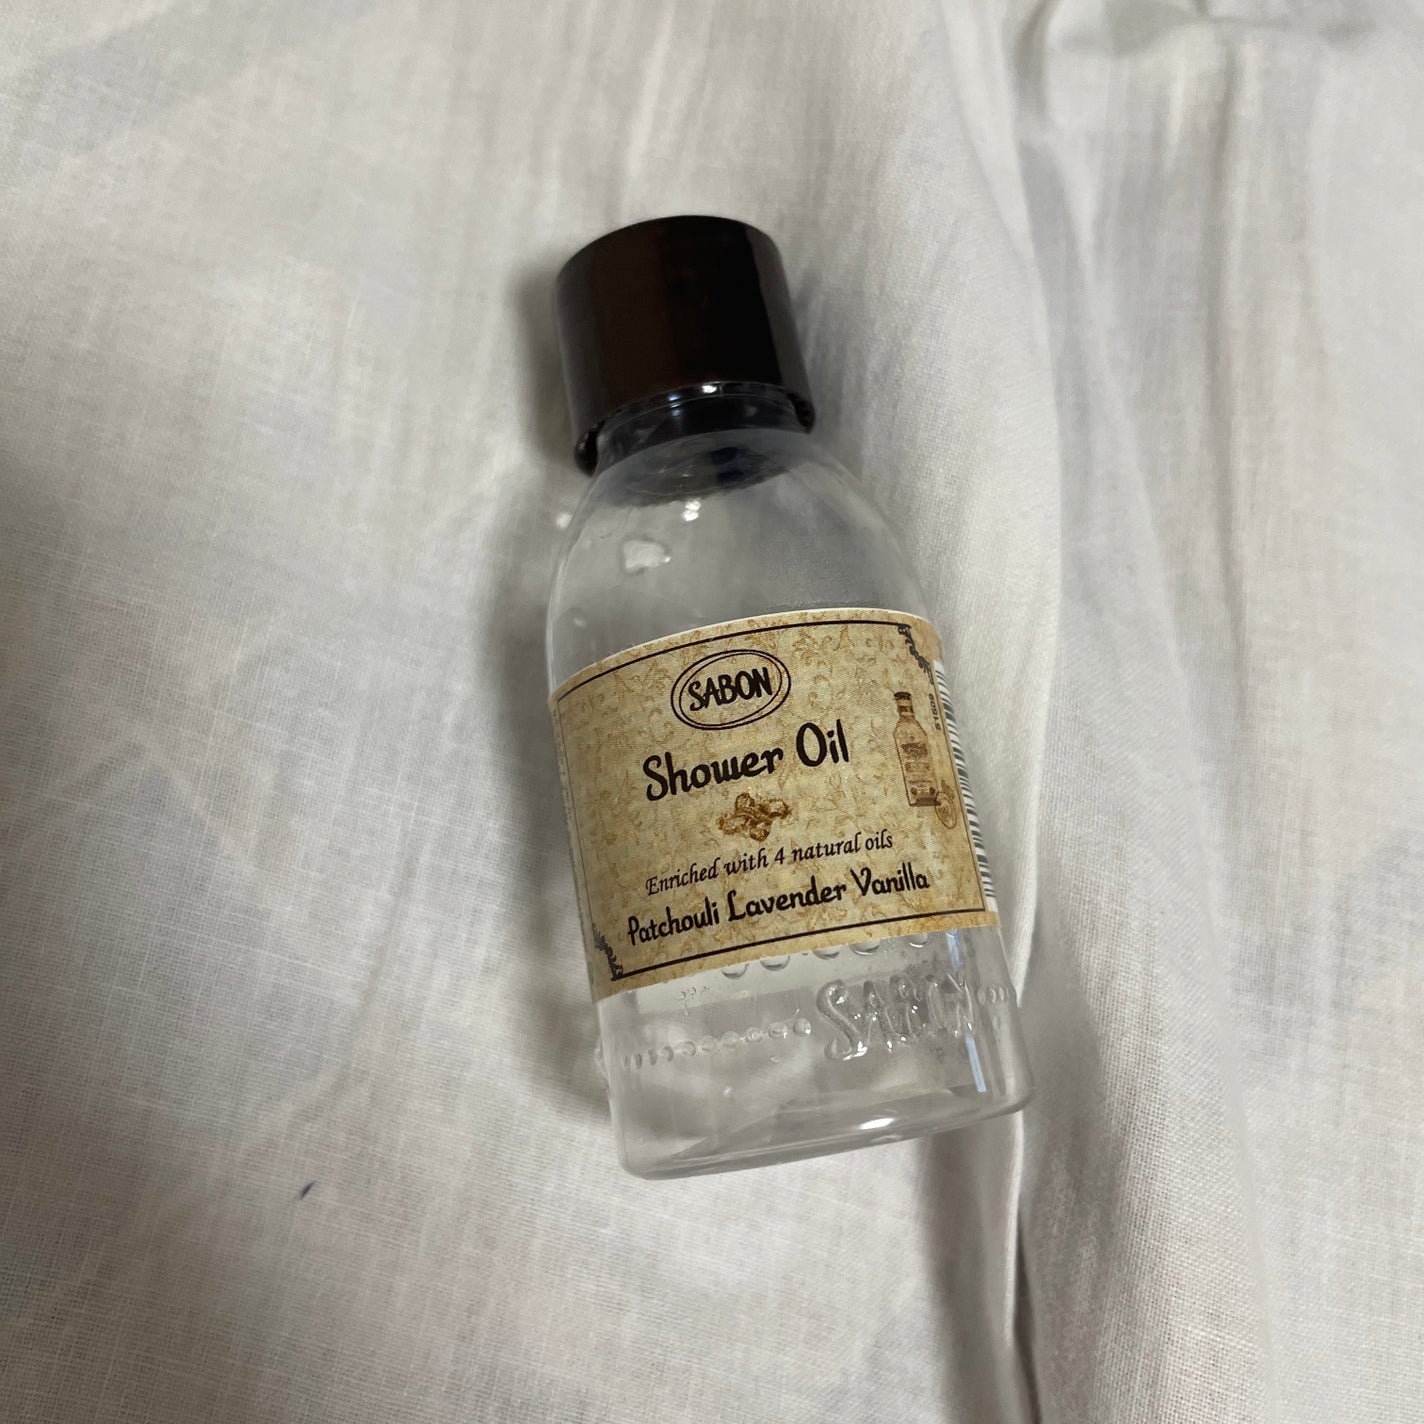 SABON
Shower Oil
Enriched with 4 natural oils
Patchouli Lavender Vanilla
SABON